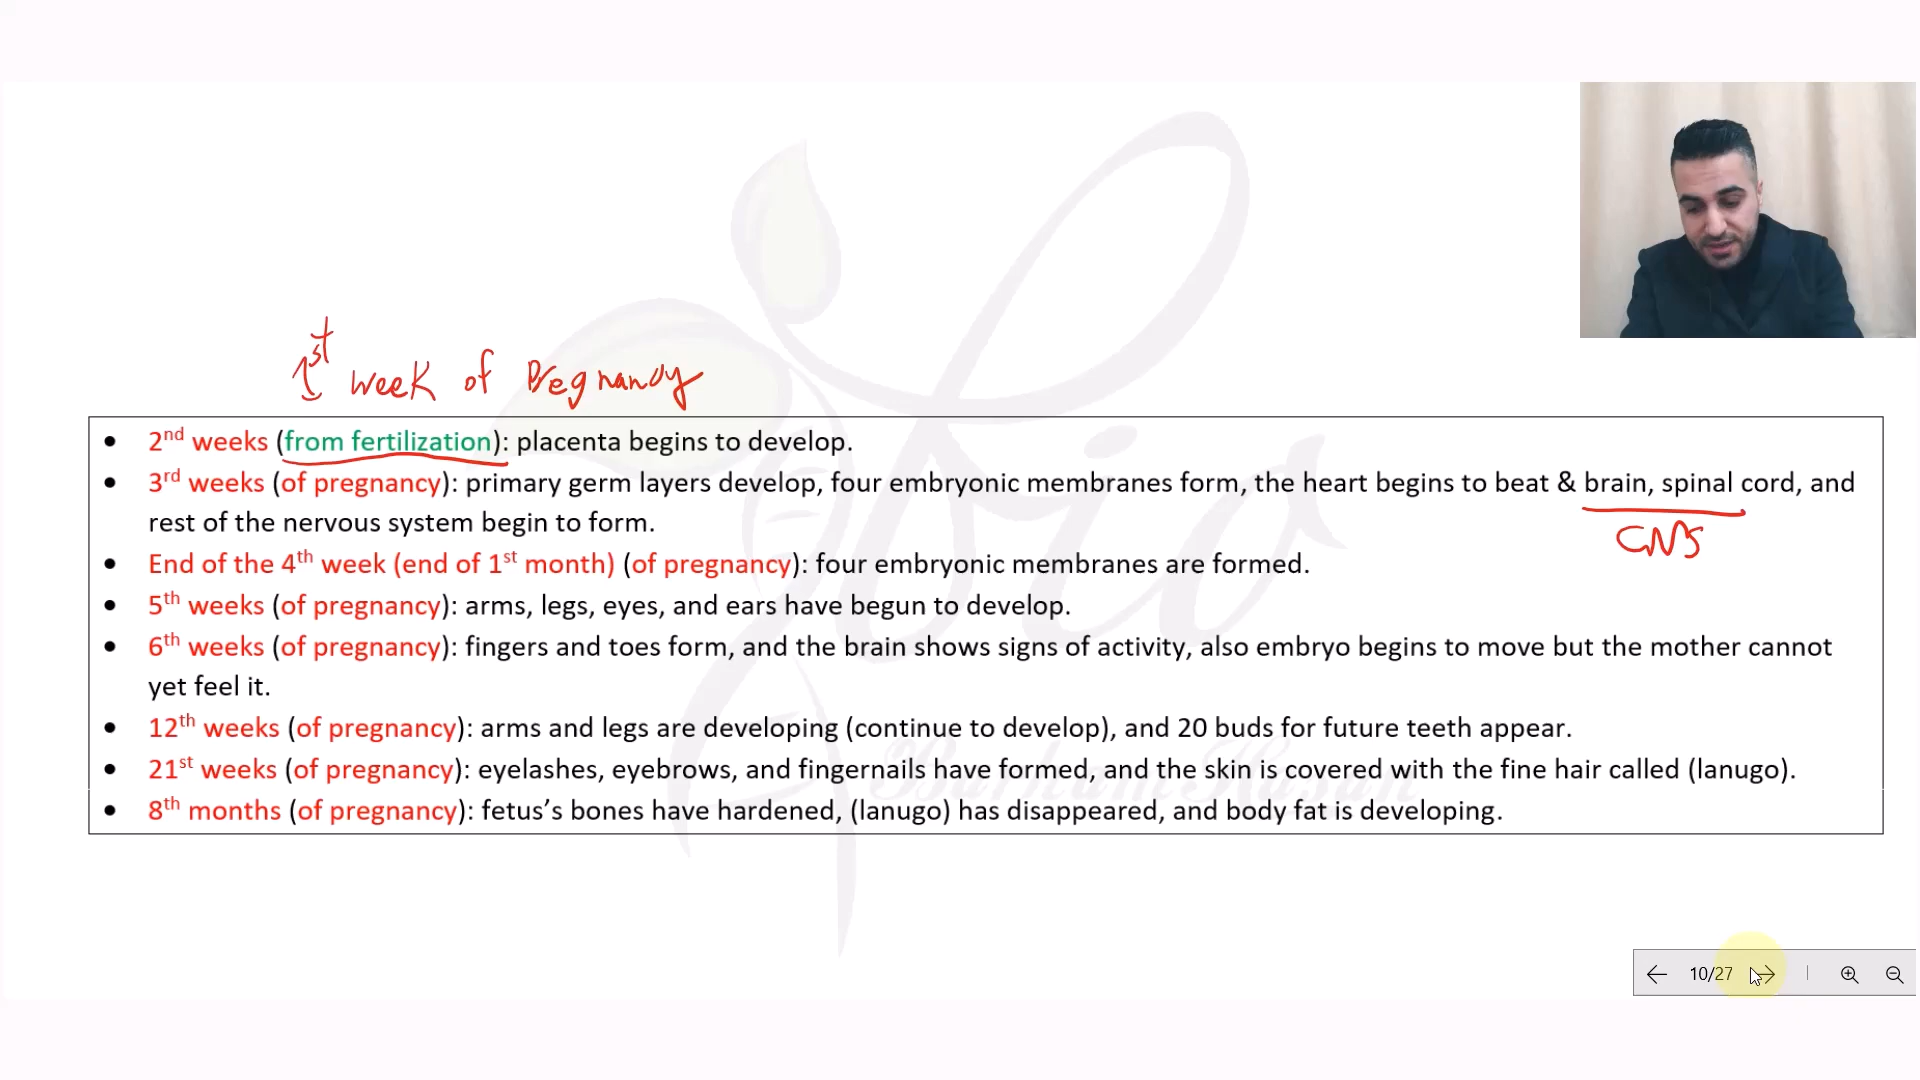 1st week of Pregnancy
• 2nd weeks (from fertilization): placenta begins to develop.
• 3rd weeks (of pregnancy): primary germ layers develop, four embryonic membranes form, the heart begins to beat & brain, spinal cord, and
rest of the nervous system begin to form.
CNS
• End of the 4th week (end of 1st month) (of pregnancy): four embryonic membranes are formed.
• 5th weeks (of pregnancy): arms, legs, eyes, and ears have begun to develop.
• 6th weeks (of pregnancy): fingers and toes form, and the brain shows signs of activity, also embryo begins to move but the mother cannot
yet feel it.
• 12th weeks (of pregnancy): arms and legs are developing (continue to develop), and 20 buds for future teeth appear.
• 21st weeks (of pregnancy): eyelashes, eyebrows, and fingernails have formed, and the skin is covered with the fine hair called (lanugo).
• 8th months (of pregnancy): fetus’s bones have hardened, (lanugo) has disappeared, and body fat is developing.
10/27